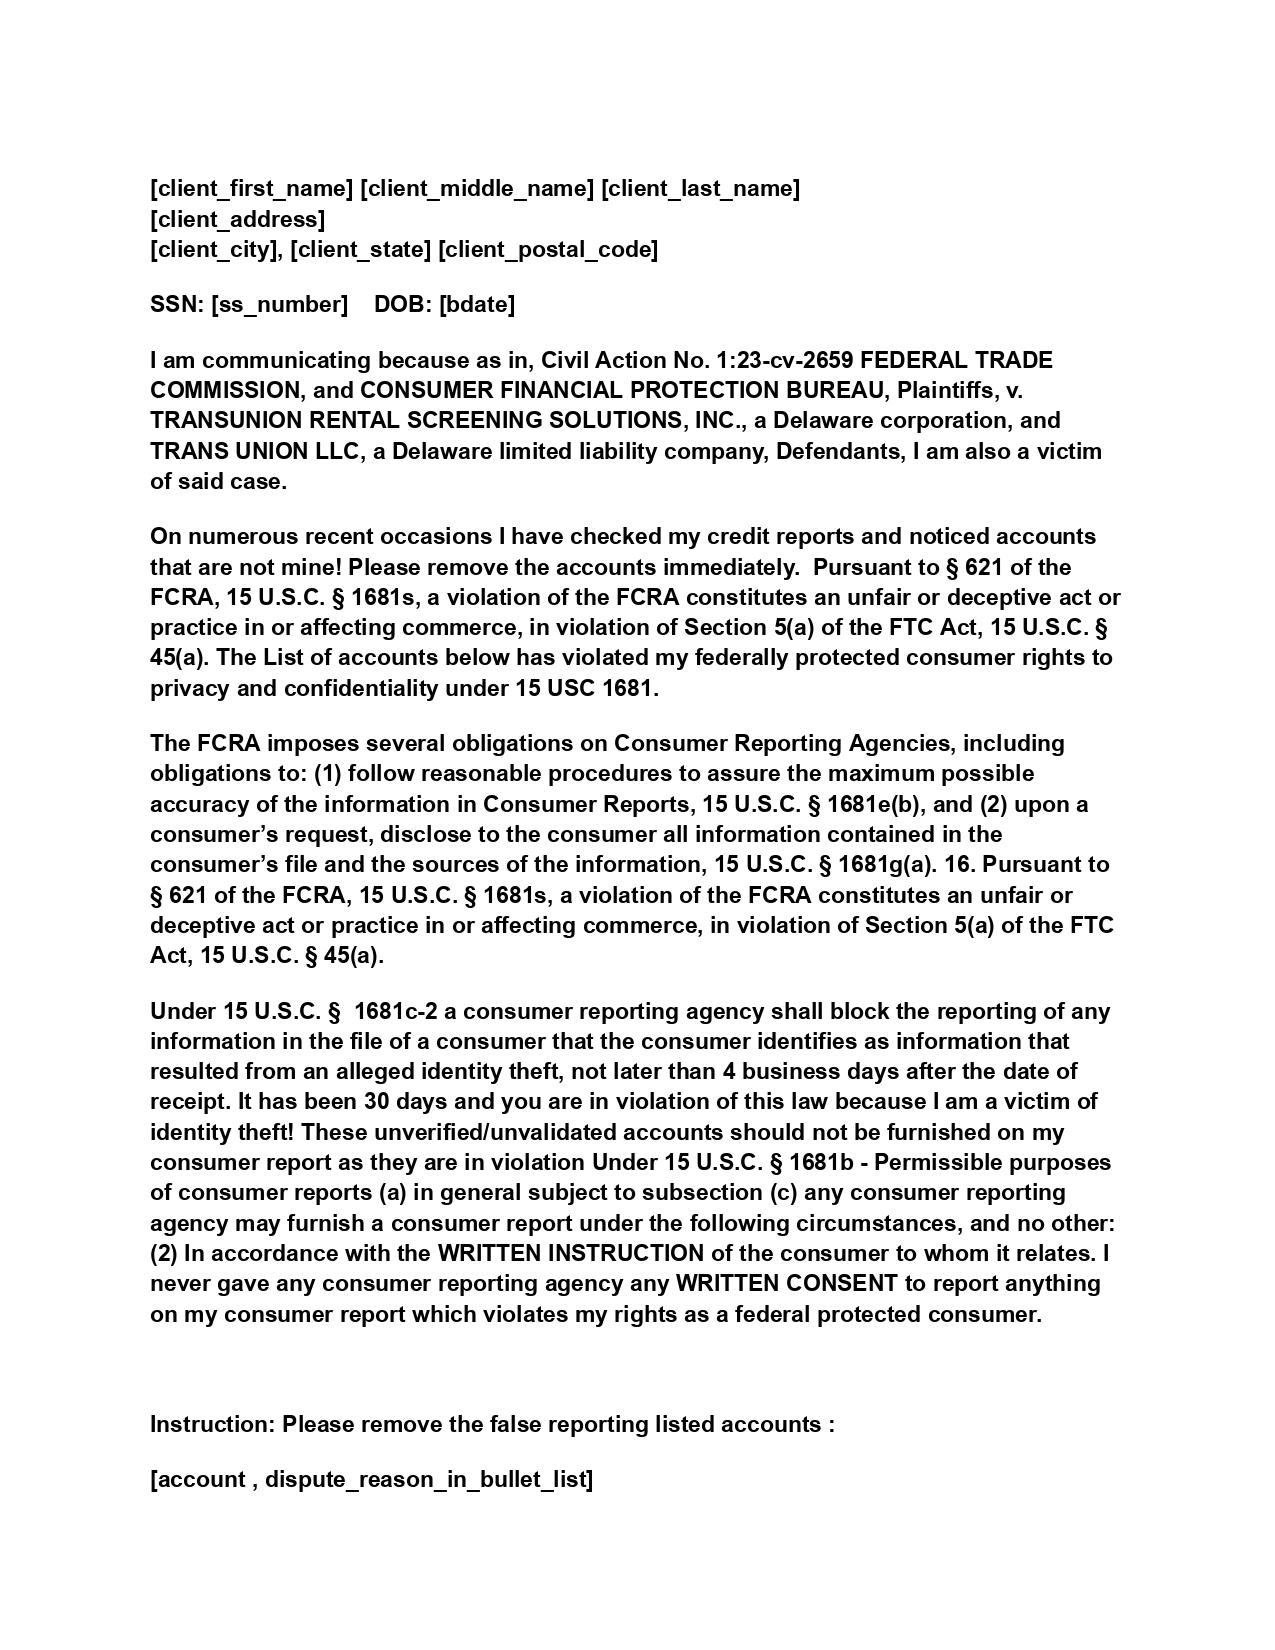 [client_first_name] [client_middle_name] [client_last_name]
[client_address]
[client_city], [client_state] [client_postal_code]
SSN: [ss_number]    DOB: [bdate]
I am communicating because as in, Civil Action No. 1:23-cv-2659 FEDERAL TRADE
COMMISSION, and CONSUMER FINANCIAL PROTECTION BUREAU, Plaintiffs, v.
TRANSUNION RENTAL SCREENING SOLUTIONS, INC., a Delaware corporation, and
TRANS UNION LLC, a Delaware limited liability company, Defendants, I am also a victim
of said case.
On numerous recent occasions I have checked my credit reports and noticed accounts
that are not mine! Please remove the accounts immediately.  Pursuant to § 621 of the
FCRA, 15 U.S.C. § 1681s, a violation of the FCRA constitutes an unfair or deceptive act or
practice in or affecting commerce, in violation of Section 5(a) of the FTC Act, 15 U.S.C. §
45(a). The List of accounts below has violated my federally protected consumer rights to
privacy and confidentiality under 15 USC 1681.
The FCRA imposes several obligations on Consumer Reporting Agencies, including
obligations to: (1) follow reasonable procedures to assure the maximum possible
accuracy of the information in Consumer Reports, 15 U.S.C. § 1681e(b), and (2) upon a
consumer’s request, disclose to the consumer all information contained in the
consumer’s file and the sources of the information, 15 U.S.C. § 1681g(a). 16. Pursuant to
§ 621 of the FCRA, 15 U.S.C. § 1681s, a violation of the FCRA constitutes an unfair or
deceptive act or practice in or affecting commerce, in violation of Section 5(a) of the FTC
Act, 15 U.S.C. § 45(a).
Under 15 U.S.C. §  1681c-2 a consumer reporting agency shall block the reporting of any
information in the file of a consumer that the consumer identifies as information that
resulted from an alleged identity theft, not later than 4 business days after the date of
receipt. It has been 30 days and you are in violation of this law because I am a victim of
identity theft! These unverified/unvalidated accounts should not be furnished on my
consumer report as they are in violation Under 15 U.S.C. § 1681b - Permissible purposes
of consumer reports (a) in general subject to subsection (c) any consumer reporting
agency may furnish a consumer report under the following circumstances, and no other:
(2) In accordance with the WRITTEN INSTRUCTION of the consumer to whom it relates. I
never gave any consumer reporting agency any WRITTEN CONSENT to report anything
on my consumer report which violates my rights as a federal protected consumer.
Instruction: Please remove the false reporting listed accounts :
[account , dispute_reason_in_bullet_list]